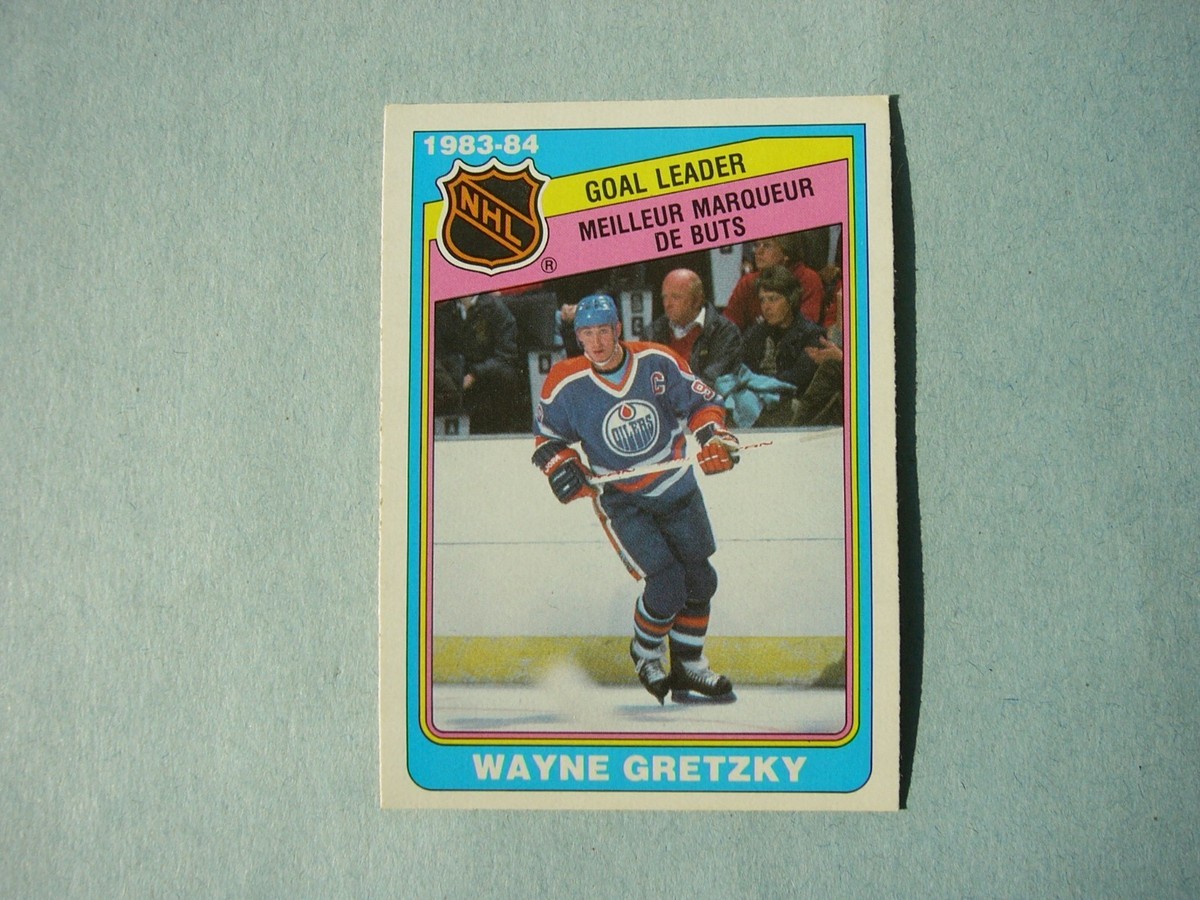 1983-84
NHL
®
GOAL LEADER
MEILLEUR MARQUEUR
DE BUTS
C
OILERS
WAYNE GRETZKY